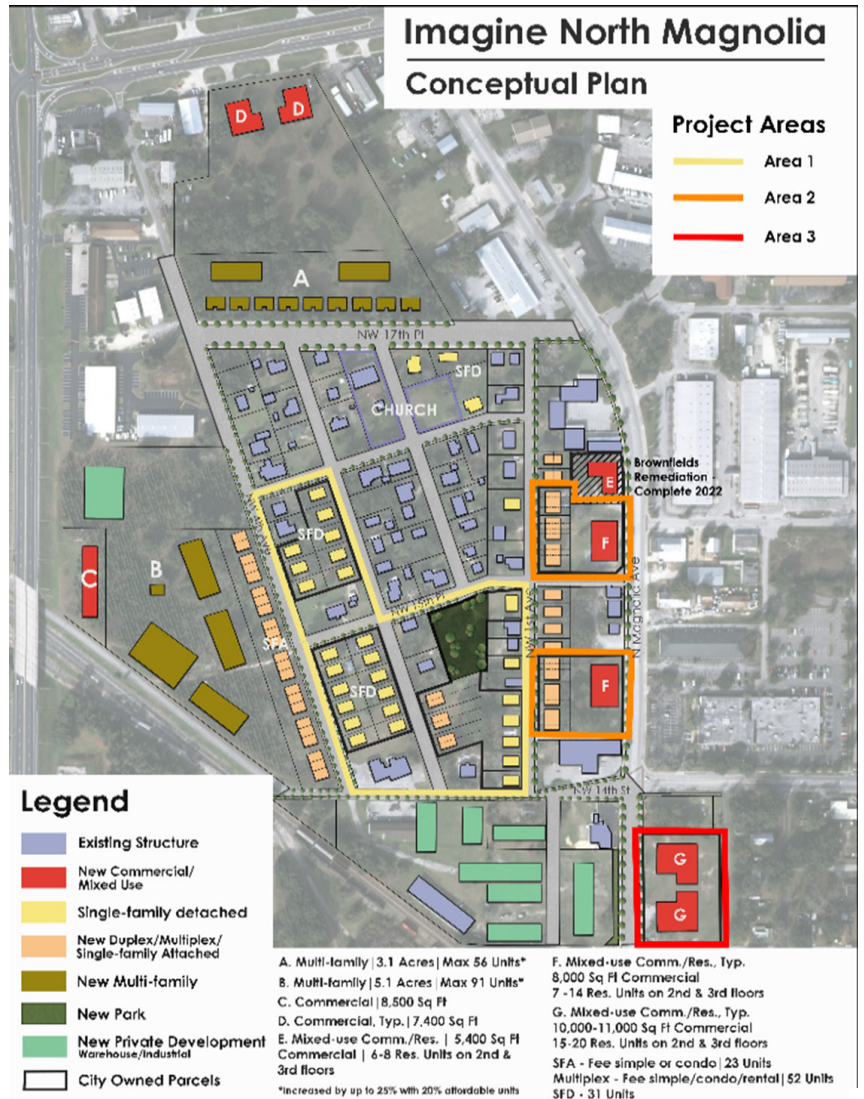 Imagine North Magnolia
Conceptual Plan
Project Areas
Area 1
Area 2
Area 3
D
D
A
NW 17th Pl
SFD
CHURCH
E
Brownfields
Remediation -
Complete 2022
SFD
F
C
B
NW 15th Pl
NW 1st Ave
N Magnolia Ave
SFA
SFD
F
NW 14th St
G
G
Legend
Existing Structure
New Commercial/
Mixed Use
Single-family detached
New Duplex/Multiplex/
Single-family Attached
New Multi-family
New Park
New Private Development
Warehouse/Industrial
City Owned Parcels
A. Multi-family|3.1 Acres|Max 56 Units*
B. Multi-family|5.1 Acres|Max 91 Units*
C. Commercial|8,500 Sq Ft
D. Commercial, Typ.|7,400 Sq Ft
E. Mixed-use Comm./Res. | 5,400 Sq Ft
Commercial | 6-8 Res. Units on 2nd &
3rd floors
*Increased by up to 25% with 20% affordable units
F. Mixed-use Comm./Res., Typ.
8,000 Sq Ft Commercial
7 -14 Res. Units on 2nd & 3rd floors
G. Mixed-use Comm./Res., Typ.
10,000-11,000 Sq Ft Commercial
15-20 Res. Units on 2nd & 3rd floors
SFA - Fee simple or condo|23 Units
Multiplex - Fee simple/condo/rental|52 Units
SFD - 31 Units